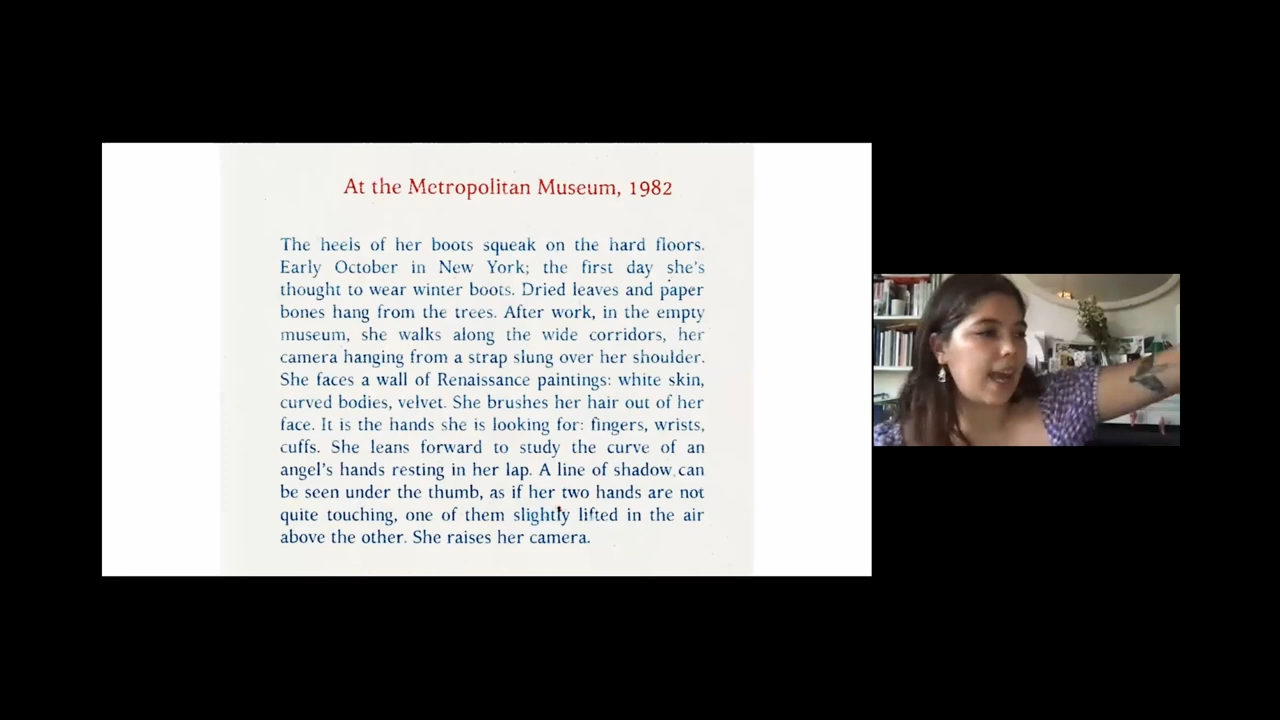 At the Metropolitan Museum, 1982
The heels of her boots squeak on the hard floors.
Early October in New York; the first day she's
thought to wear winter boots. Dried leaves and paper
bones hang from the trees. After work, in the empty
museum, she walks along the wide corridors, her
camera hanging from a strap slung over her shoulder.
She faces a wall of Renaissance paintings: white skin,
curved bodies, velvet. She brushes her hair out of her
face. It is the hands she is looking for: fingers, wrists,
cuffs. She leans forward to study the curve of an
angel's hands resting in her lap. A line of shadow can
be seen under the thumb, as if her two hands are not
quite touching, one of them slightly lifted in the air
above the other. She raises her camera.